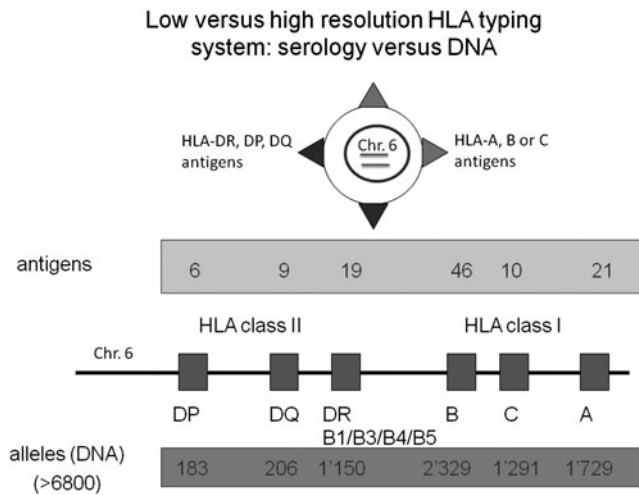 Low versus high resolution HLA typing
system: serology versus DNA
HLA-DR, DP, DQ
antigens
Chr. 6
HLA-A, B or C
antigens
antigens
6 9 19 46 10 21
HLA class II HLA class I
Chr. 6
DP DQ DR B C A
B1/B3/B4/B5
alleles (DNA)
(>6800)
183 206 1'150 2'329 1'291 1'729